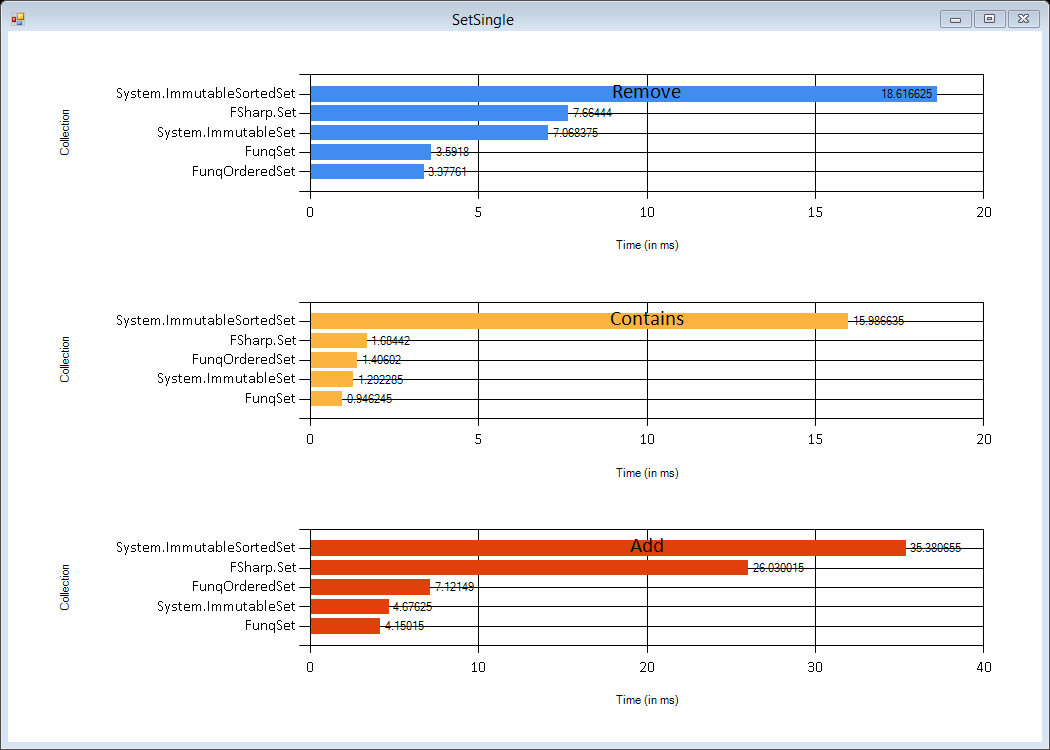 SetSingle
Remove
Collection
System.ImmutableSortedSet 18.616625
FSharp.Set 7.66444
System.ImmutableSet 7.068375
FunqSet 3.5918
FunqOrderedSet 3.37761
0 5 10 15 20
Time (in ms)
Contains
Collection
System.ImmutableSortedSet 15.986635
FSharp.Set 1.68442
FunqOrderedSet 1.40602
System.ImmutableSet 1.292285
FunqSet 0.946245
0 5 10 15 20
Time (in ms)
Add
Collection
System.ImmutableSortedSet 35.380655
FSharp.Set 26.030015
FunqOrderedSet 7.12149
System.ImmutableSet 4.67625
FunqSet 4.15015
0 10 20 30 40
Time (in ms)